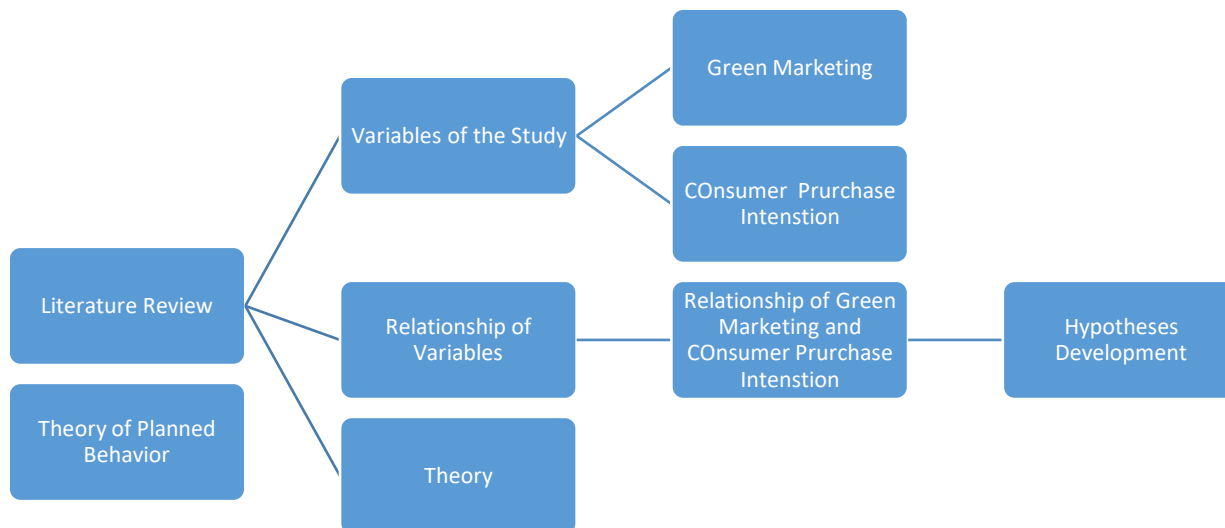 Green Marketing
Variables of the Study
COnsumer Prurchase
Intenstion
Literature Review
Relationship of
Variables
Relationship of Green
Marketing and
COnsumer Prurchase
Intenstion
Hypotheses
Development
Theory of Planned
Behavior
Theory